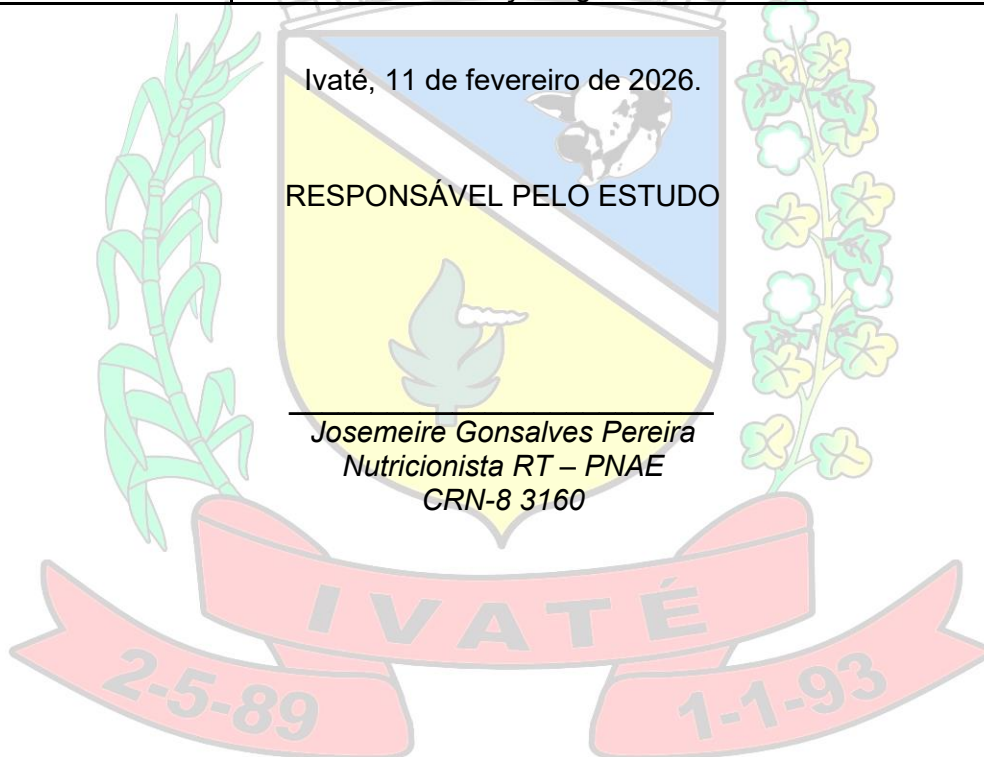 Ivaté, 11 de fevereiro de 2026.
RESPONSÁVEL PELO ESTUDO
Josemeire Gonsalves Pereira
Nutricionista RT – PNAE
CRN-8 3160
IVATÉ
2-5-89
1-1-93